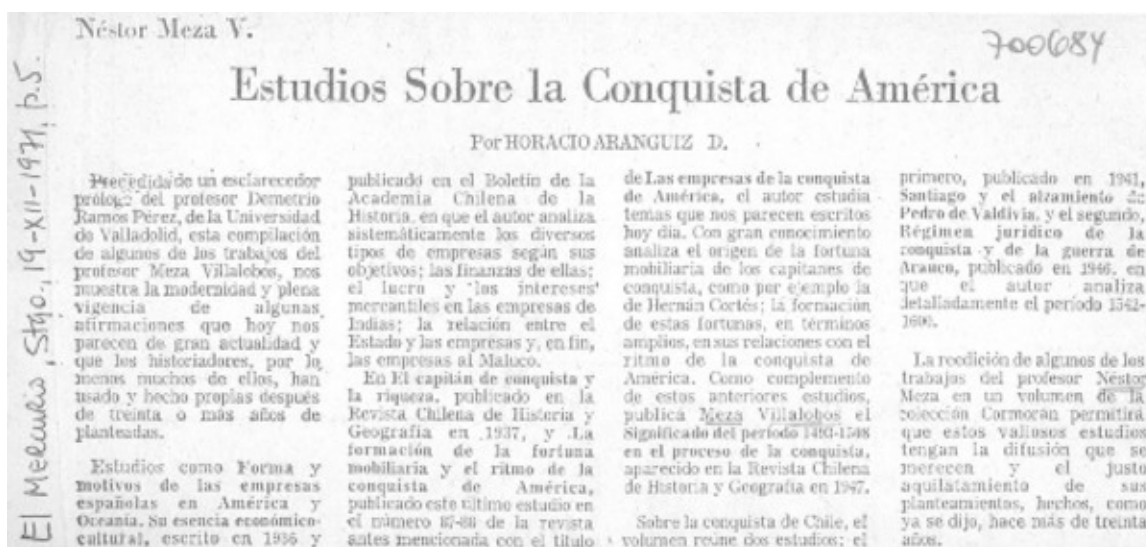 Néstor Meza V.
700684
Estudios Sobre la Conquista de América
Por HORACIO ARANGUIZ D.
El Mercurio, Stgo., 19-XII-1971, p.5.
Precedida de un esclarecedor
prólogo del profesor Demetrio
Ramos Pérez, de la Universidad
de Valladolid, esta compilación
de algunos de los trabajos del
profesor Meza Villalobos, nos
muestra la modernidad y plena
vigencia de algunas
afirmaciones que hoy nos
parecen de gran actualidad y
que los historiadores, por lo
menos muchos de ellos, han
usado y hecho propias después
de treinta o más años de
planteadas.
Estudios como Forma y
motivos de las empresas
españolas en América y
Oceanía. Su esencia económico-
cultural, escrito en 1936 y
publicado en el Boletín de la
Academia Chilena de la
Historia, en que el autor analiza
sistemáticamente los diversos
tipos de empresas según sus
objetivos; las finanzas de ellas;
el lucro y los intereses
mercantiles en las empresas de
Indias; la relación entre el
Estado y las empresas y, en fin,
las empresas al Maluco.
En El capitán de conquista y
la riqueza, publicado en la
Revista Chilena de Historia y
Geografía en 1937, y La
formación de la fortuna
mobiliaria y el ritmo de la
conquista de América,
publicado este último estudio en
el número 87-88 de la revista
antes mencionada con el título
de Las empresas de la conquista
de América, el autor estudia
temas que nos parecen escritos
hoy día. Con gran conocimiento
analiza el origen de la fortuna
mobiliaria de los capitanes de
conquista, como por ejemplo la
de Hernán Cortés; la formación
de estas fortunas, en términos
amplios, en sus relaciones con el
ritmo de la conquista de
América. Como complemento
de estos anteriores estudios,
publica Meza Villalobos el
Significado del período 1493-1548
en el proceso de la conquista,
aparecido en la Revista Chilena
de Historia y Geografía en 1947.
Sobre la conquista de Chile, el
volumen reúne dos estudios; el
primero, publicado en 1941,
Santiago y el alzamiento de
Pedro de Valdivia, y el segundo,
Régimen jurídico de la
conquista y de la guerra de
Arauco, publicado en 1946, en
que el autor analiza
detalladamente el período 1542-
1600.
La reedición de algunos de los
trabajos del profesor Néstor
Meza en un volumen de la
colección Cormorán permitirá
que estos valiosos estudios
tengan la difusión que se
merecen y el justo
aquilatamiento de sus
planteamientos, hechos, como
ya se dijo, hace más de treinta
años.